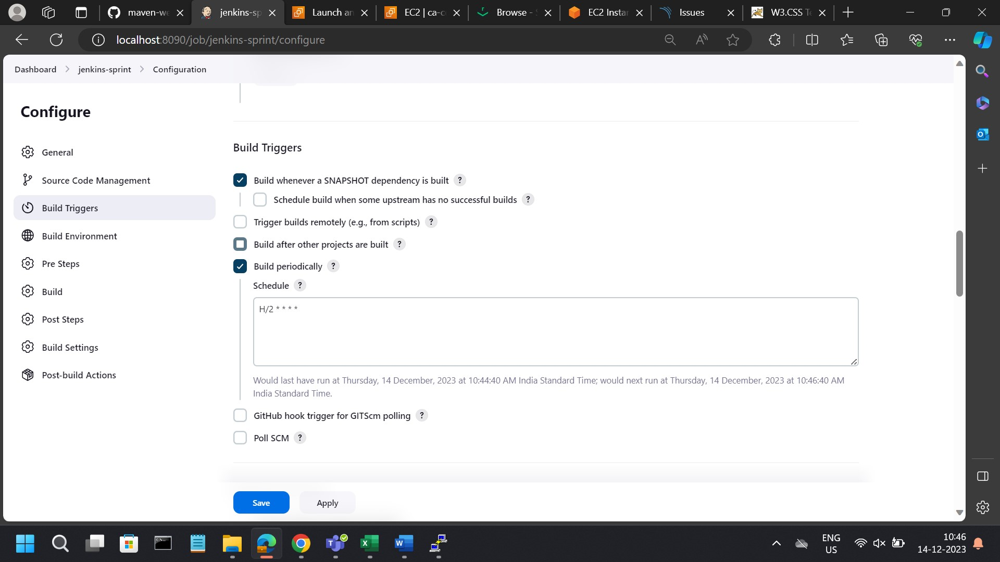 maven-we
jenkins-sp
Launch an
EC2 | ca-c
Browse - S
EC2 Instan
Issues
W3.CSS Te
localhost:8090/job/jenkins-sprint/configure
Dashboard > jenkins-sprint > Configuration
Configure
General
Source Code Management
Build Triggers
Build Environment
Pre Steps
Build
Post Steps
Build Settings
Post-build Actions
Build Triggers
Build whenever a SNAPSHOT dependency is built ?
Schedule build when some upstream has no successful builds ?
Trigger builds remotely (e.g., from scripts) ?
Build after other projects are built ?
Build periodically ?
Schedule ?
H/2 * * * *
Would last have run at Thursday, 14 December, 2023 at 10:44:40 AM India Standard Time; would next run at Thursday, 14 December, 2023 at 10:46:40 AM
India Standard Time.
GitHub hook trigger for GITScm polling ?
Poll SCM ?
Save
Apply
ENG
US
10:46
14-12-2023